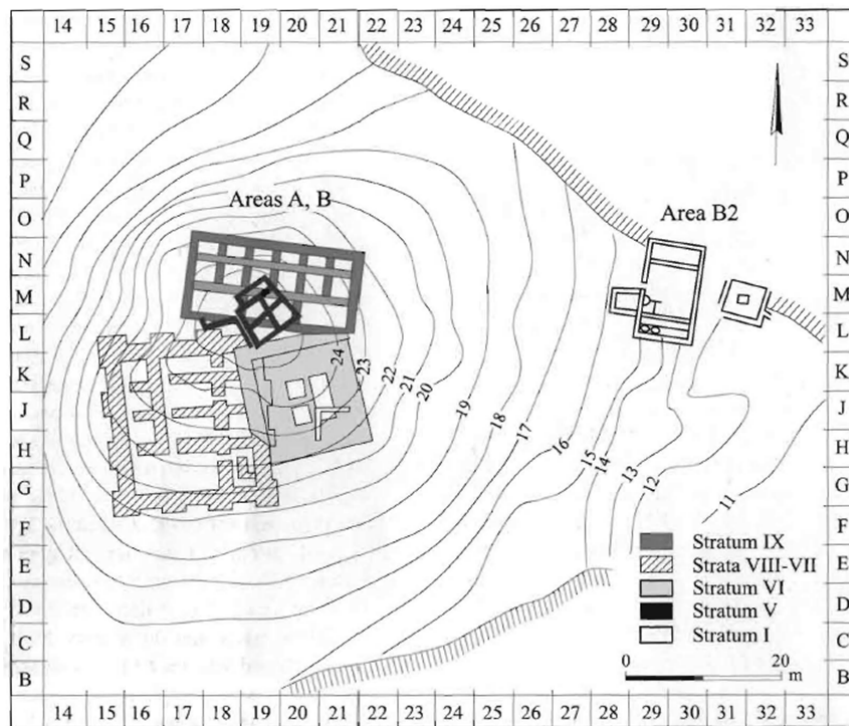 14 15 16 17 18 19 20 21 22 23 24 25 26 27 28 29 30 31 32 33
S S
R R
Q Q
P P
Areas A, B
Area B2
O O
N N
M M
L L
K K
J J
H H
G G
F F
E E
D D
C C
B B
24 23 22 21 20 19 18 17 16 15 14 13 12 11
Stratum IX
Strata VIII-VII
Stratum VI
Stratum V
Stratum I
0 20
m
14 15 16 17 18 19 20 21 22 23 24 25 26 27 28 29 30 31 32 33